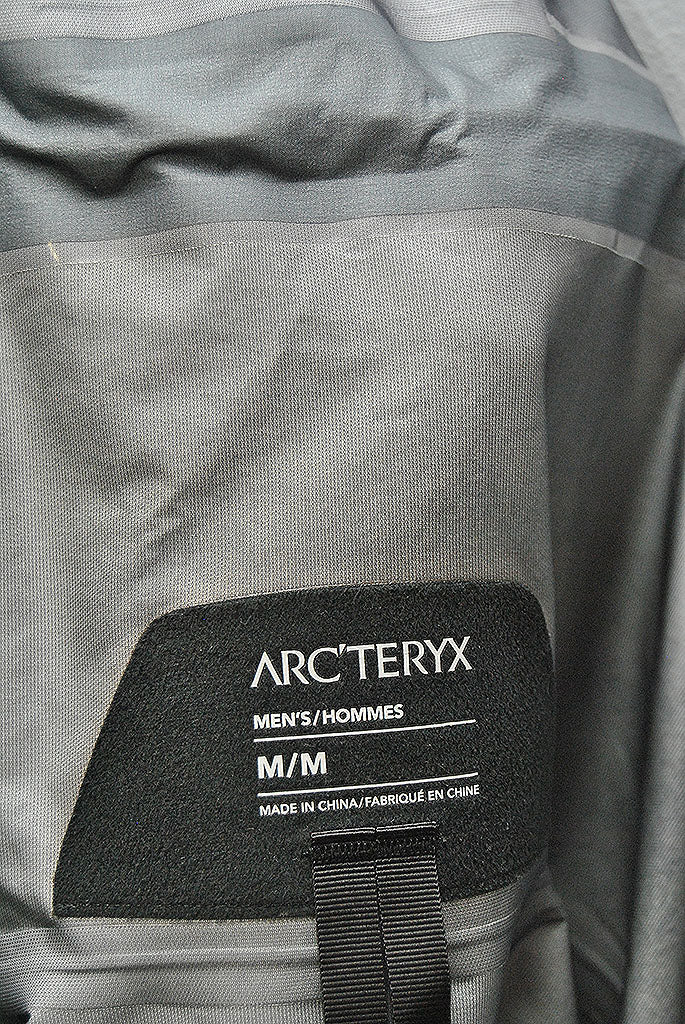 ARC'TERYX
MEN'S/HOMMES
M/M
MADE IN CHINA/FABRIQUÉ EN CHINE